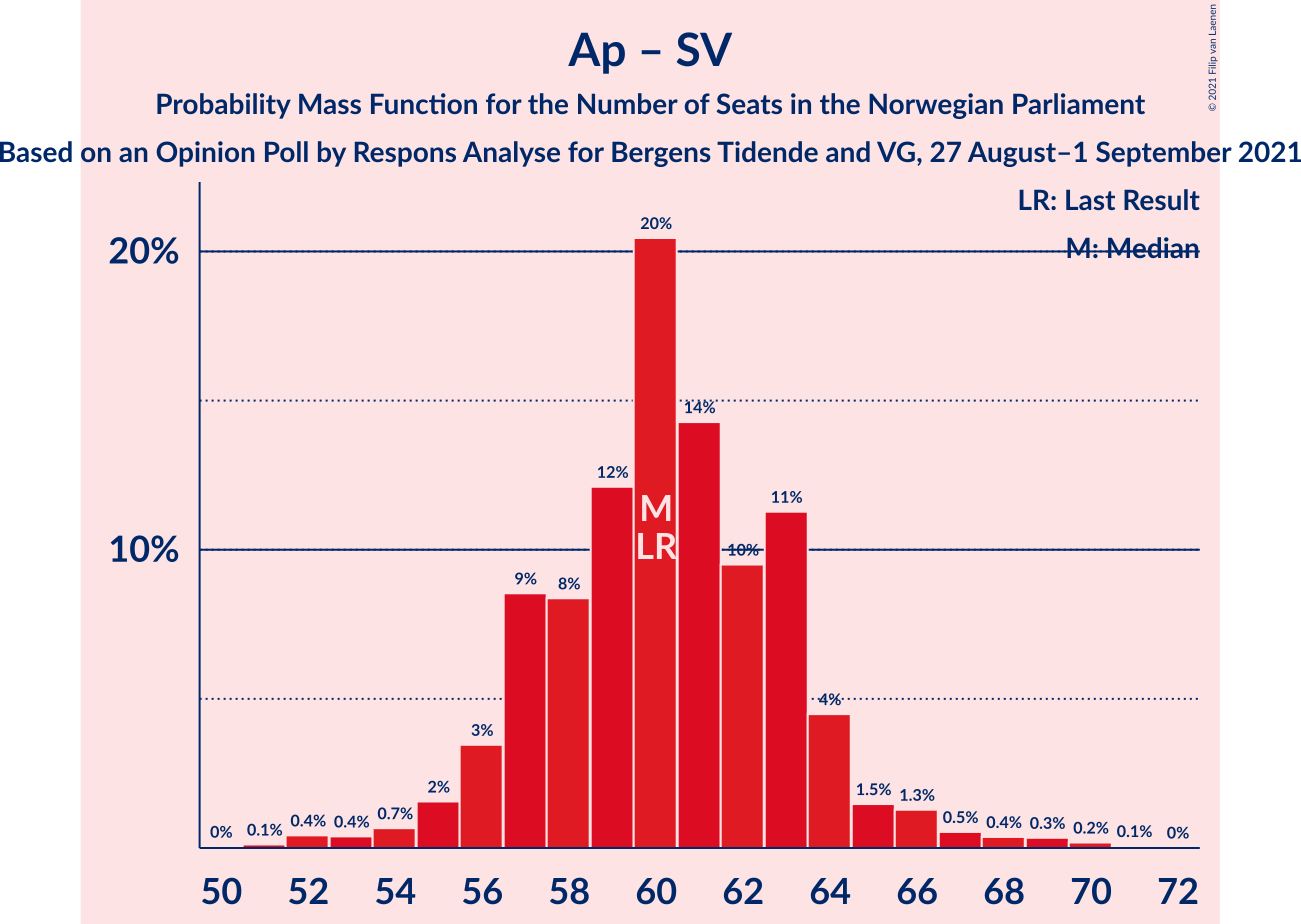 Ap – SV
Probability Mass Function for the Number of Seats in the Norwegian Parliament
Based on an Opinion Poll by Respons Analyse for Bergens Tidende and VG, 27 August–1 September 2021
© 2021 Filip van Laenen
LR: Last Result
M: Median
20%
10%
0%
0.1%
0.4%
0.4%
0.7%
2%
3%
9%
8%
12%
20%
14%
10%
11%
4%
1.5%
1.3%
0.5%
0.4%
0.3%
0.2%
0.1%
0%
M
LR
50 52 54 56 58 60 62 64 66 68 70 72